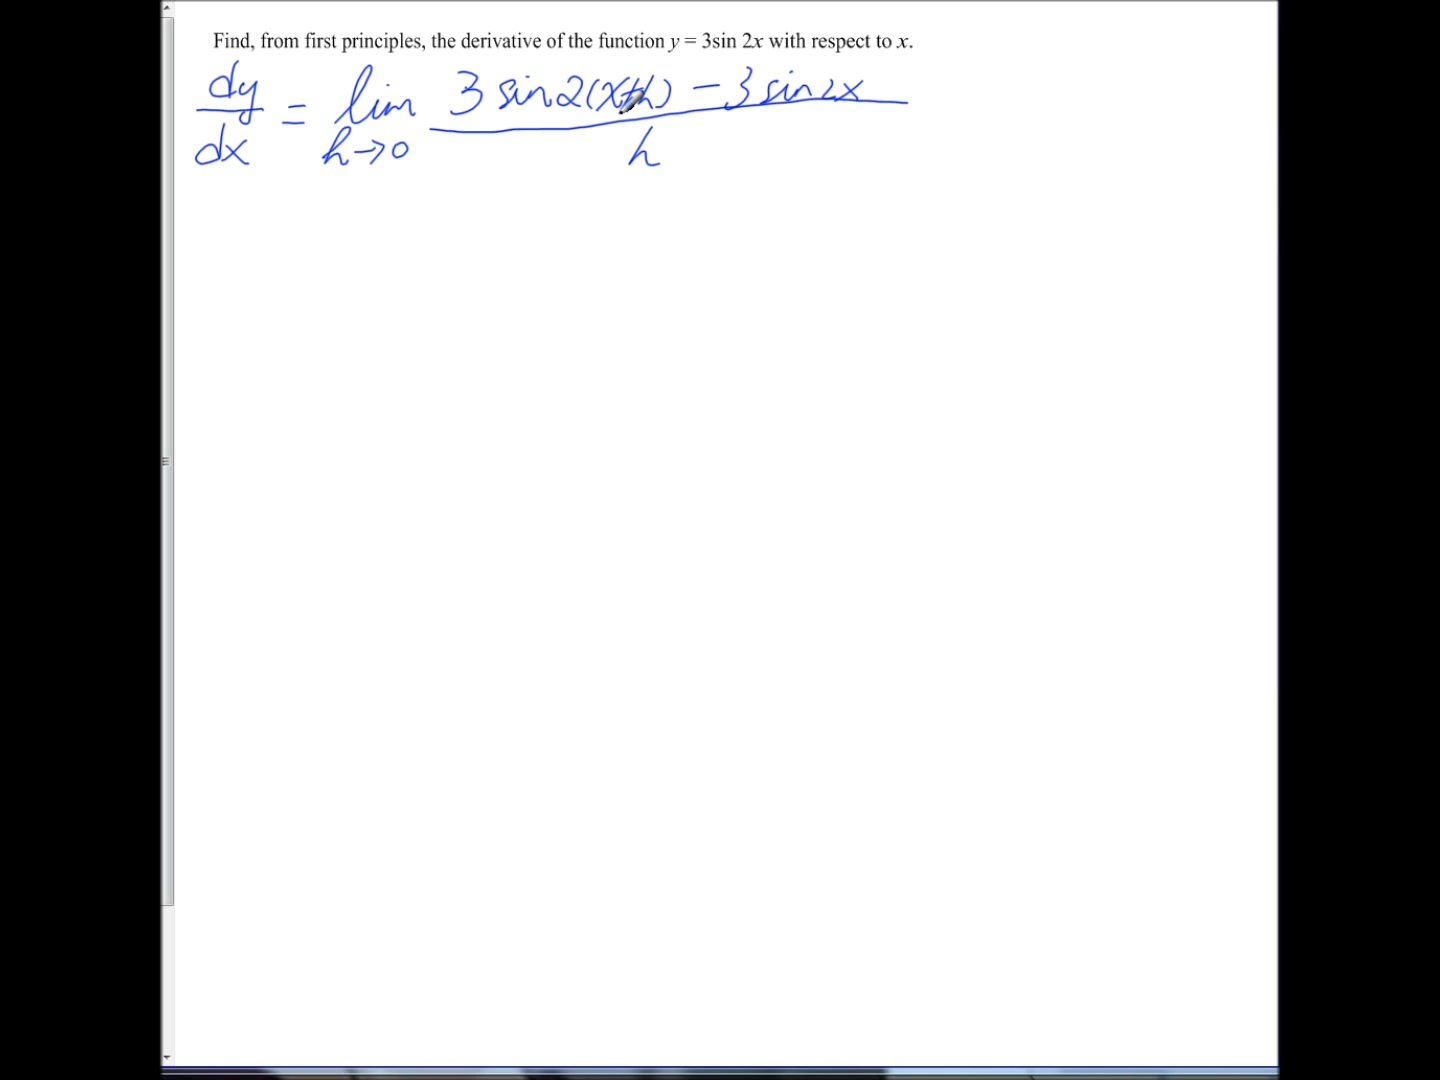 Find, from first principles, the derivative of the function y = 3sin 2x with respect to x.
dy/dx = lim h→0 (3 sin2(x+h) − 3 sin2x)/h